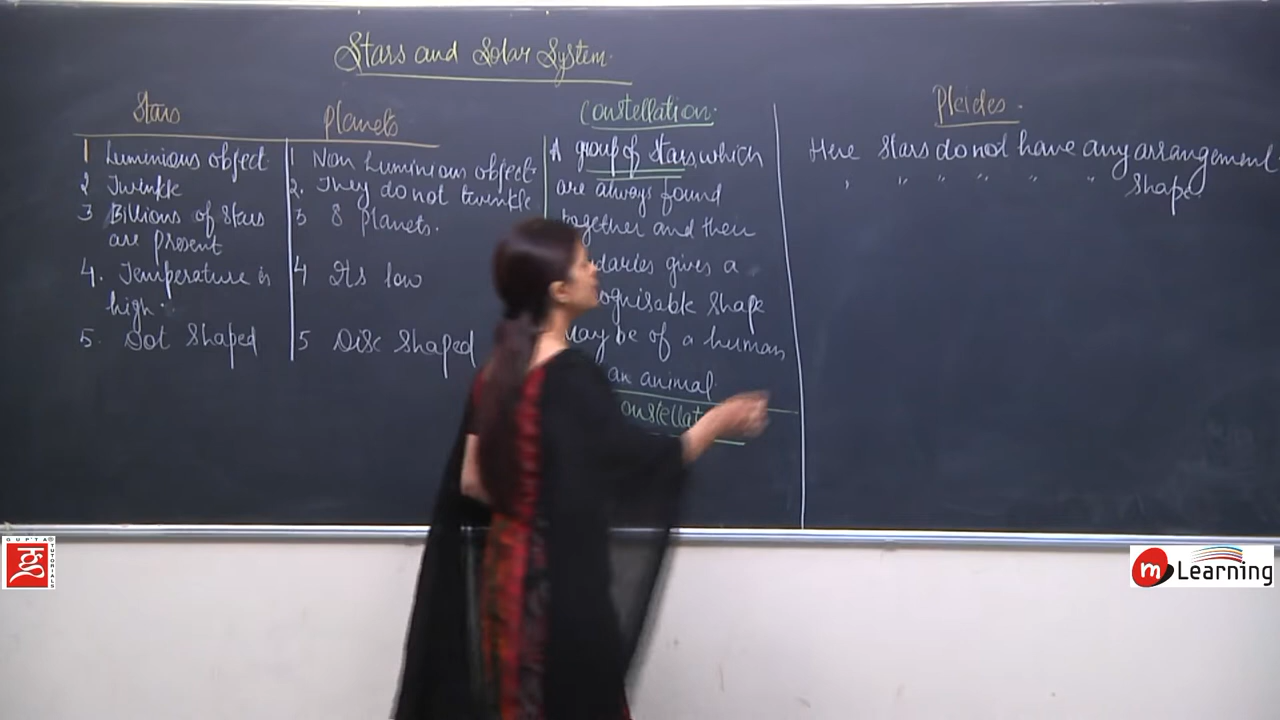 Stars and Solar System.
Stars
1 Luminious object.
2 Twinkle
3 Billions of Stars
are present
4. Temperature is
high.
5. Dot Shaped
Planets
1 Non Luminious object.
2. They do not twinkle.
3 8 Planets.
4 Its low
5 Disc Shaped
Constellation.
A group of stars which
are always found
together and their
gives a
Shape
be of a human
an animal.
Pleides.
Here Stars do not have any arrangement
, " " " " " Shape.
GUPTA TUTORIALS
m Learning